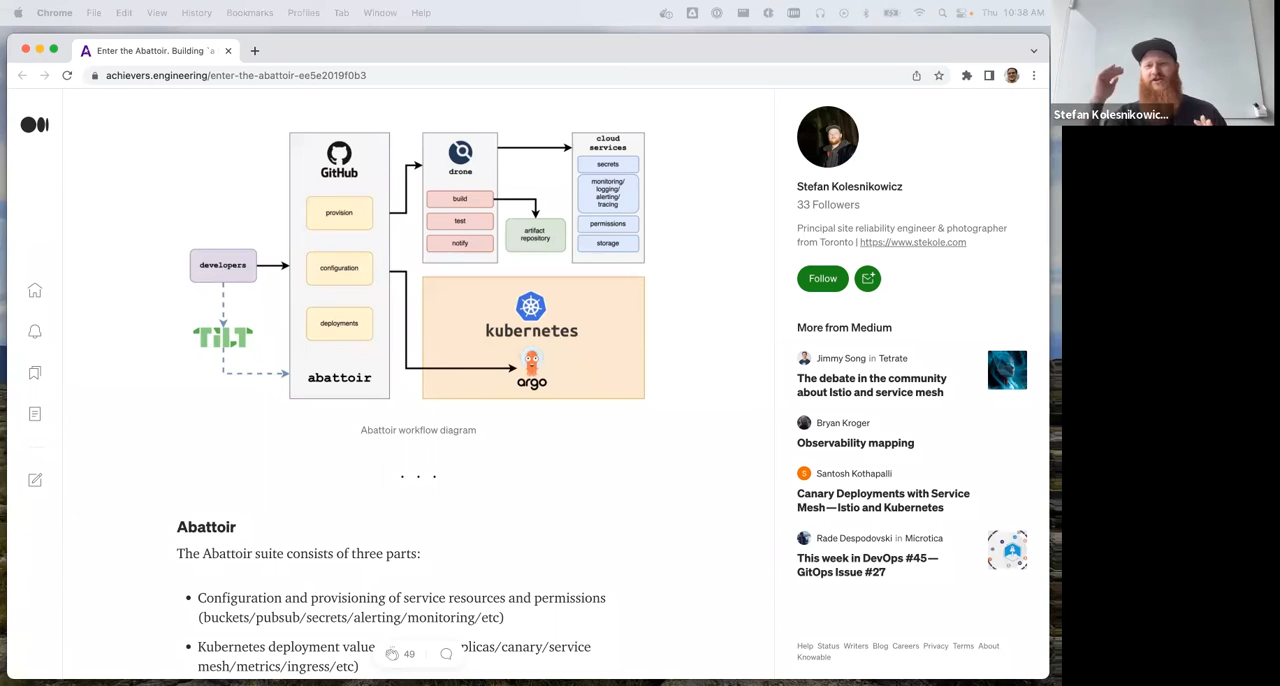 Chrome File Edit View History Bookmarks Profiles Tab Window Help
Thu 10:38 AM
Enter the Abattoir. Building `a
achievers.engineering/enter-the-abattoir-ee5e2019f0b3
Stefan Kolesnikowic...
GitHub
provision
configuration
deployments
abattoir
developers
TILT
drone
build
test
notify
artifact
repository
cloud
services
secrets
monitoring/
logging/
alerting/
tracing
permissions
storage
kubernetes
argo
Abattoir workflow diagram
. . .
Abattoir
The Abattoir suite consists of three parts:
• Configuration and provisioning of service resources and permissions
(buckets/pubsub/secrets/alerting/monitoring/etc)
• Kubernetes deployment value plicas/canary/service
mesh/metrics/ingress/etc)
49
Stefan Kolesnikowicz
33 Followers
Principal site reliability engineer & photographer
from Toronto | https://www.stekole.com
Follow
More from Medium
Jimmy Song in Tetrate
The debate in the community
about Istio and service mesh
Bryan Kroger
Observability mapping
S Santosh Kothapalli
Canary Deployments with Service
Mesh—Istio and Kubernetes
Rade Despodovski in Microtica
This week in DevOps #45—
GitOps Issue #27
Help Status Writers Blog Careers Privacy Terms About
Knowable